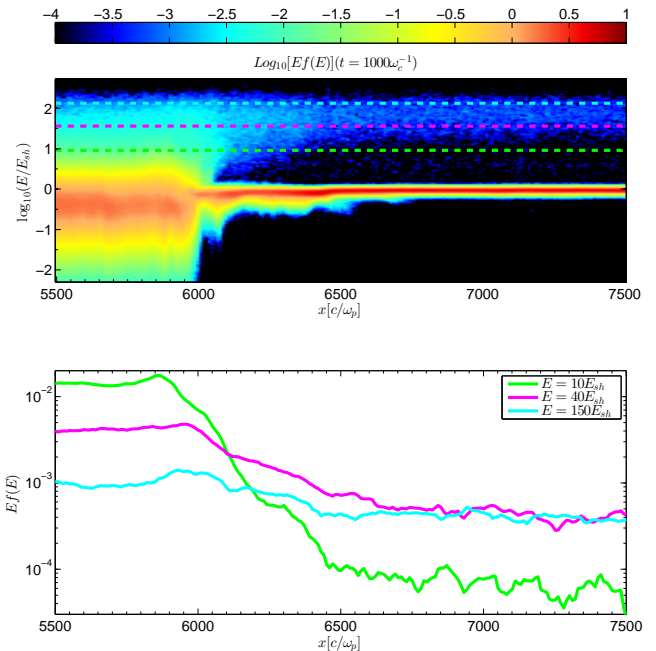 −4 −3.5 −3 −2.5 −2 −1.5 −1 −0.5 0 0.5 1
Log₁₀[Ef(E)](t = 1000ω_c⁻¹)
log₁₀(E/E_sh)
2
1
0
−1
−2
5500 6000 6500 7000 7500
x[c/ω_p]
Ef(E)
10⁻²
10⁻³
10⁻⁴
E = 10E_sh
E = 40E_sh
E = 150E_sh
5500 6000 6500 7000 7500
x[c/ω_p]